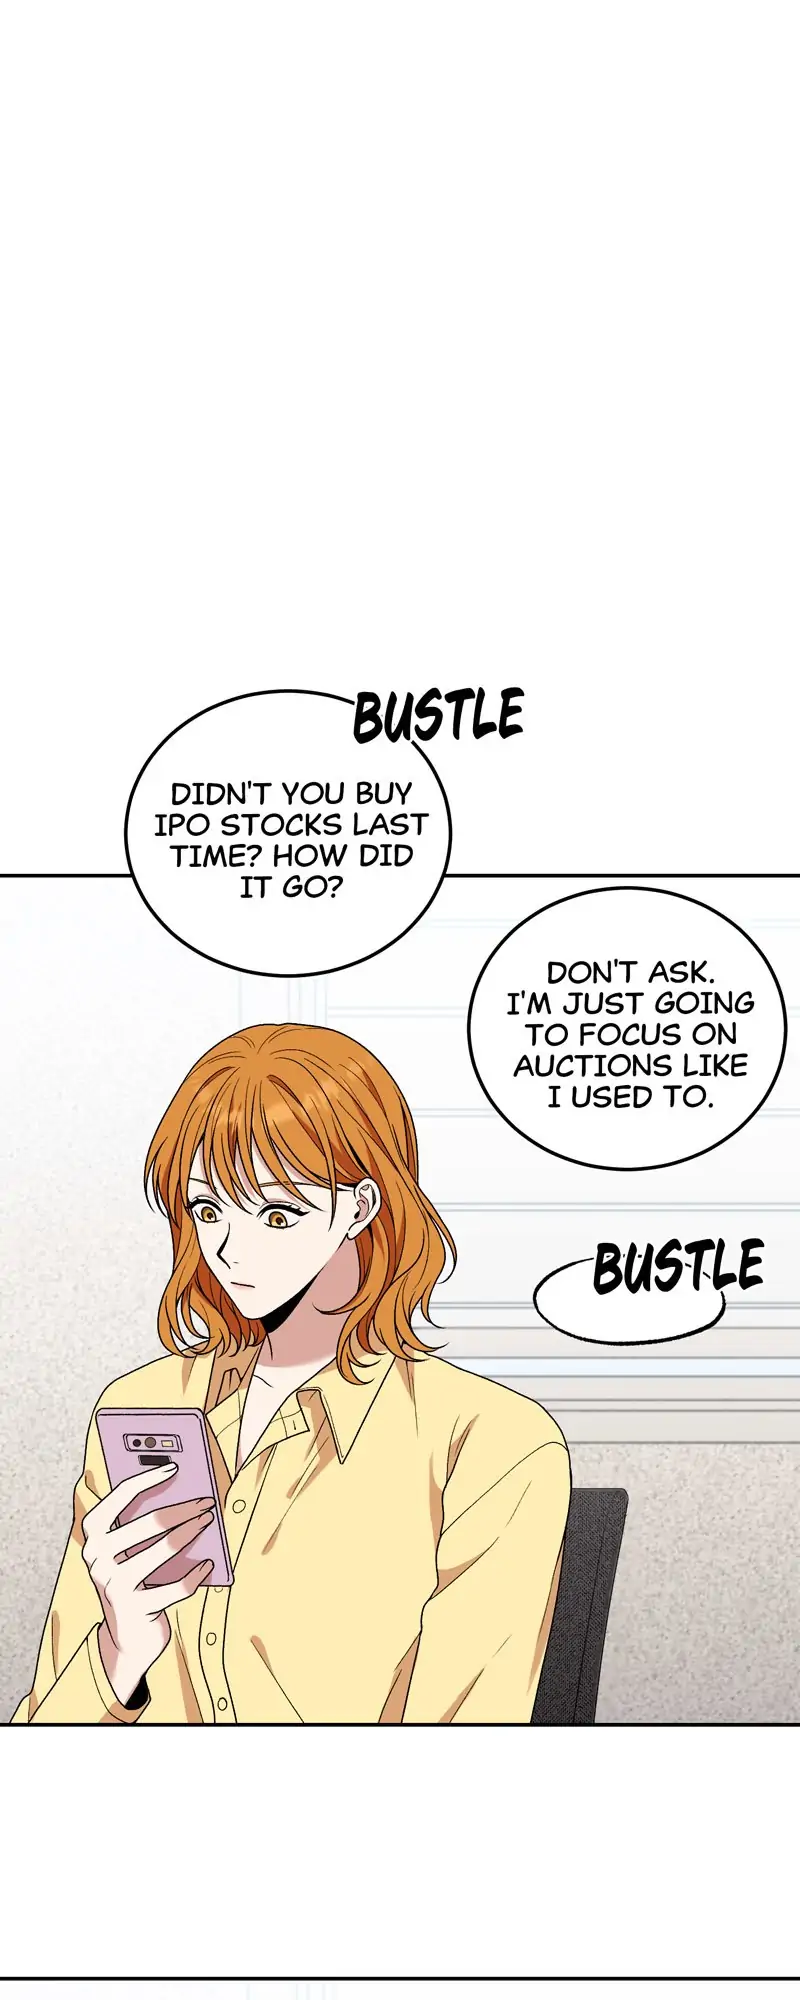 BUSTLE
DIDN'T YOU BUY
IPO STOCKS LAST
TIME? HOW DID
IT GO?
DON'T ASK.
I'M JUST GOING
TO FOCUS ON
AUCTIONS LIKE
I USED TO.
BUSTLE